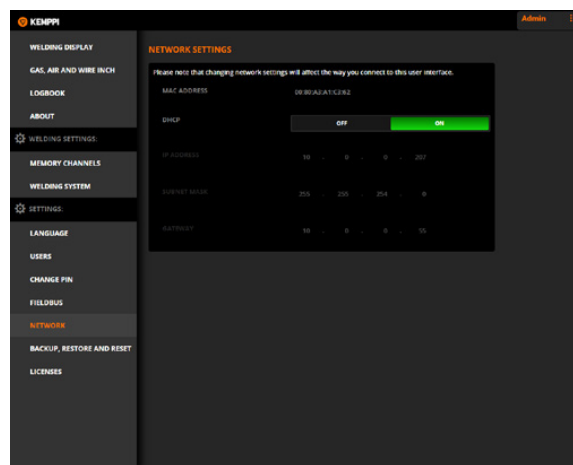 KEMPPI
Admin
WELDING DISPLAY
GAS, AIR AND WIRE INCH
LOGBOOK
ABOUT
WELDING SETTINGS:
MEMORY CHANNELS
WELDING SYSTEM
SETTINGS:
LANGUAGE
USERS
CHANGE PIN
FIELDBUS
NETWORK
BACKUP, RESTORE AND RESET
LICENSES
NETWORK SETTINGS
Please note that changing network settings will affect the way you connect to this user interface.
MAC ADDRESS 00:80:A3:A1:C3:62
DHCP OFF ON
IP ADDRESS 10 . 0 . 0 . 207
SUBNET MASK 255 . 255 . 254 . 0
GATEWAY 10 . 0 . 0 . 55